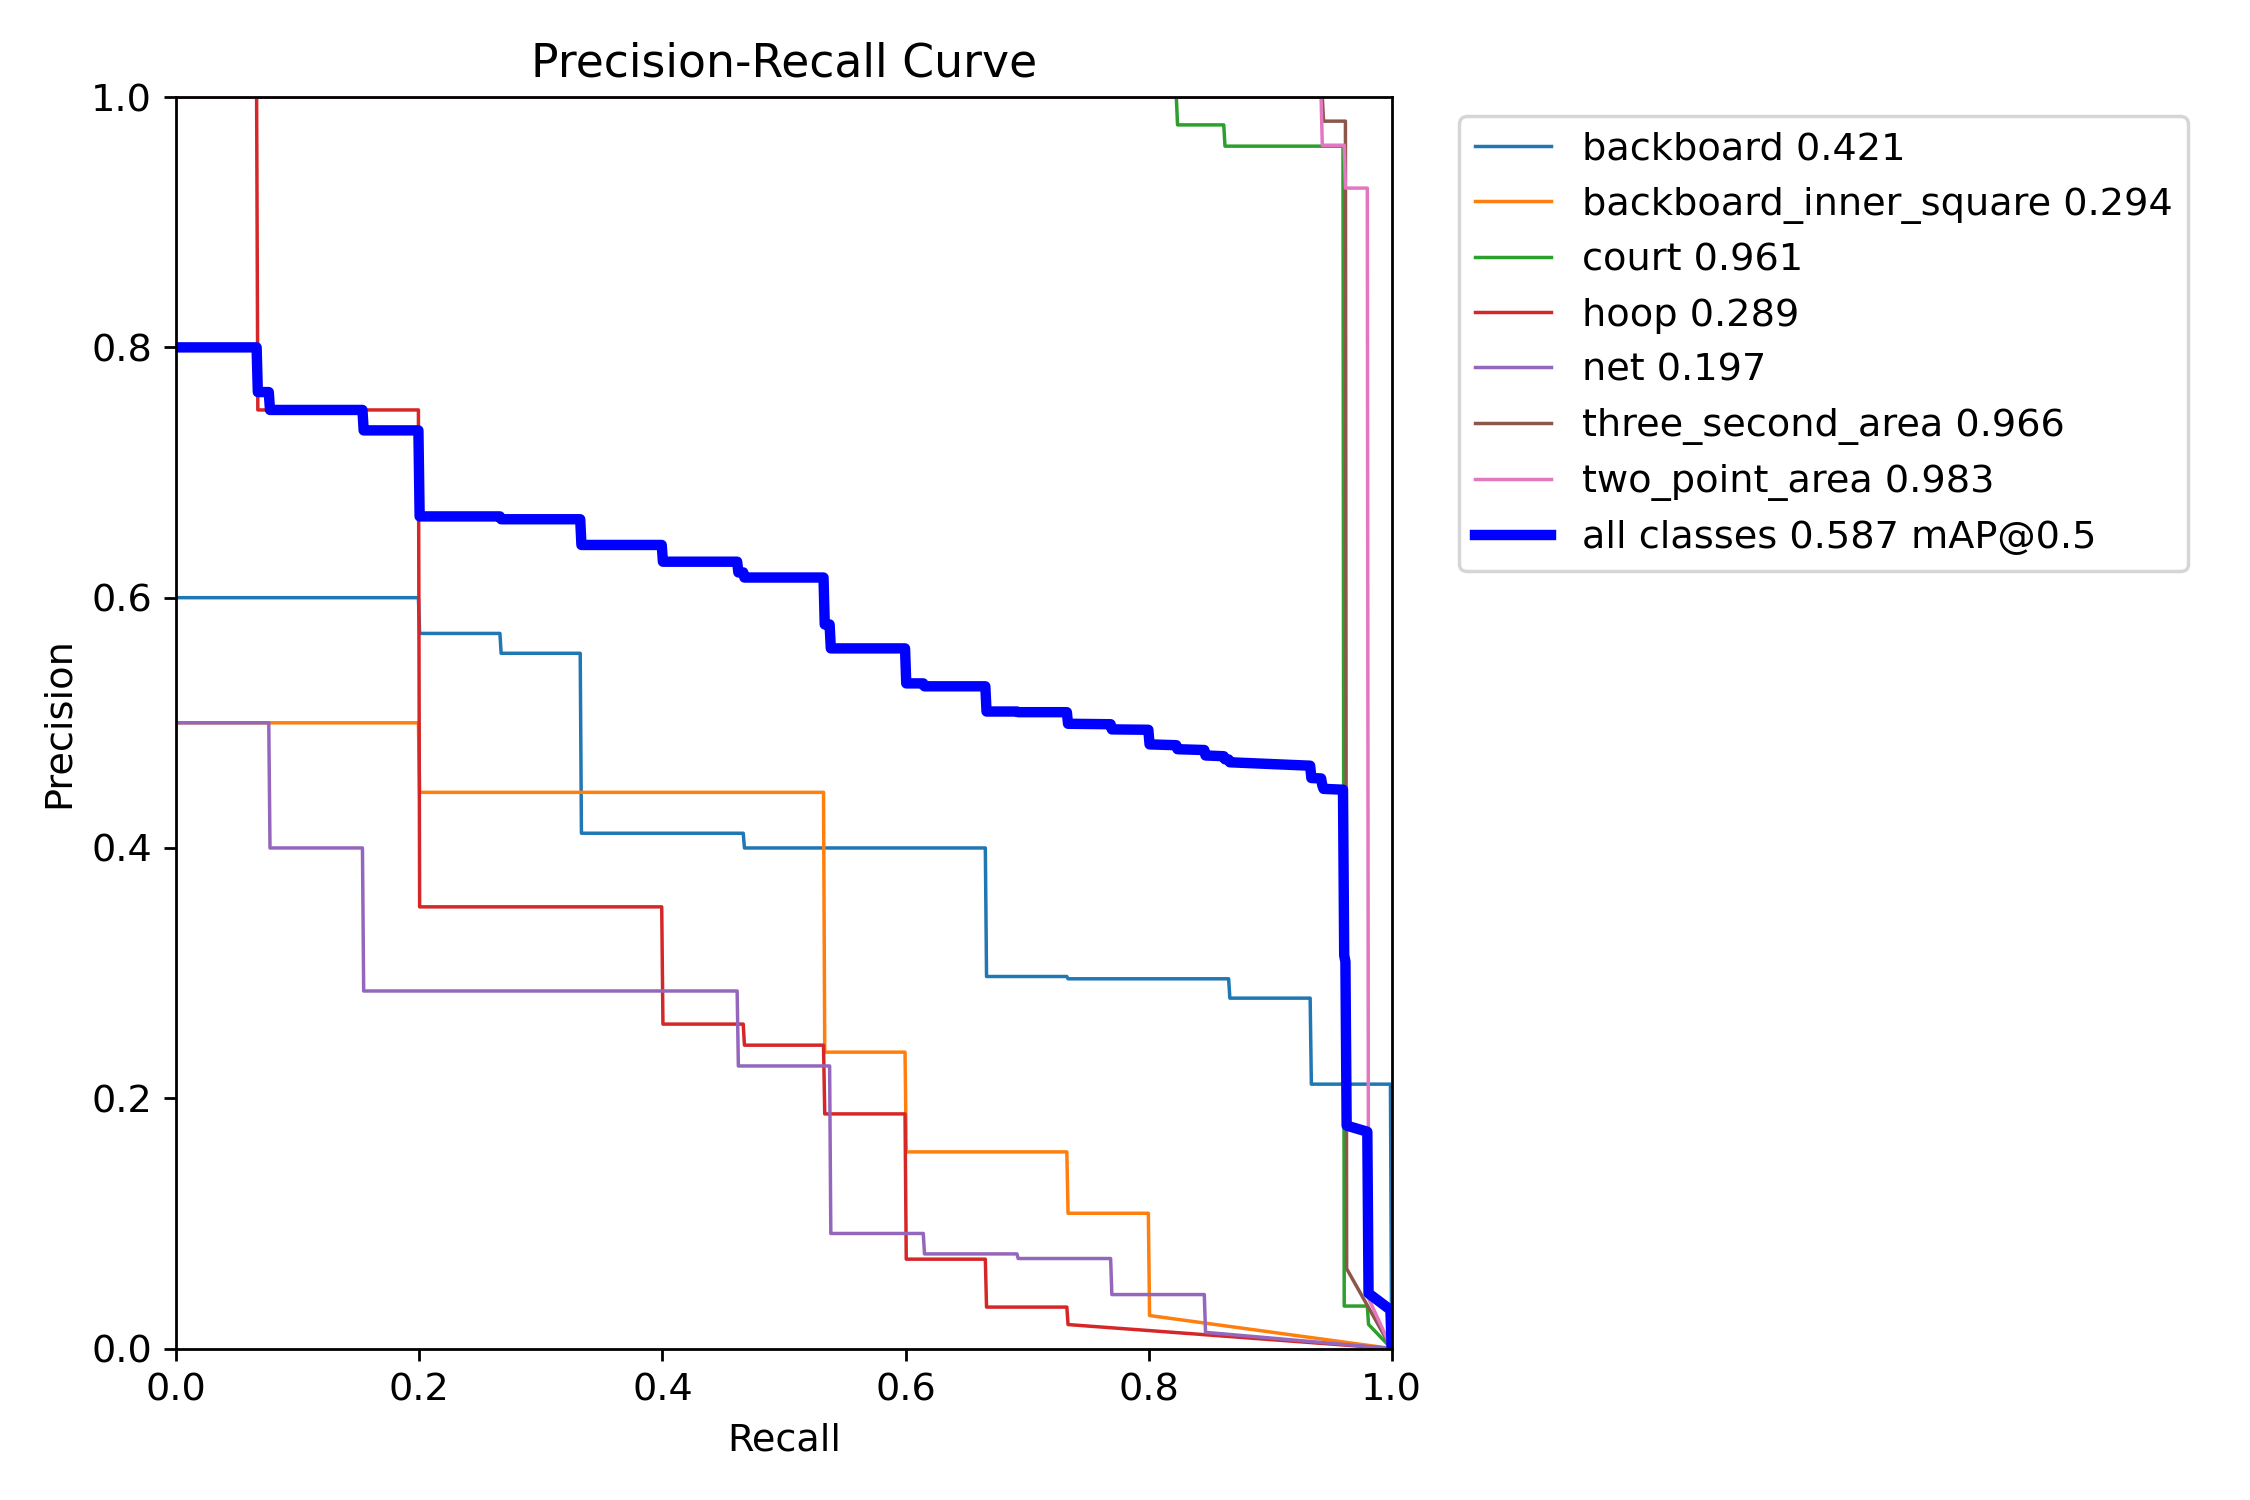 Precision-Recall Curve
1.0
0.8
0.6
0.4
0.2
0.0
Precision
0.0 0.2 0.4 0.6 0.8 1.0
Recall
backboard 0.421
backboard_inner_square 0.294
court 0.961
hoop 0.289
net 0.197
three_second_area 0.966
two_point_area 0.983
all classes 0.587 mAP@0.5